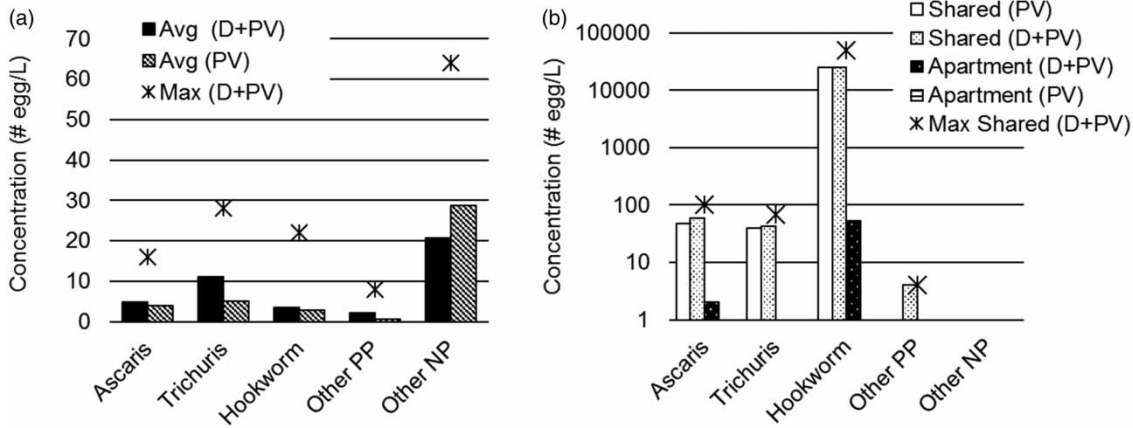 (a)
Avg (D+PV)
Avg (PV)
Max (D+PV)
Concentration (# egg/L)
70
60
50
40
30
20
10
0
Ascaris
Trichuris
Hookworm
Other PP
Other NP
(b)
Shared (PV)
Shared (D+PV)
Apartment (D+PV)
Apartment (PV)
Max Shared (D+PV)
Concentration (# egg/L)
100000
10000
1000
100
10
1
Ascaris
Trichuris
Hookworm
Other PP
Other NP